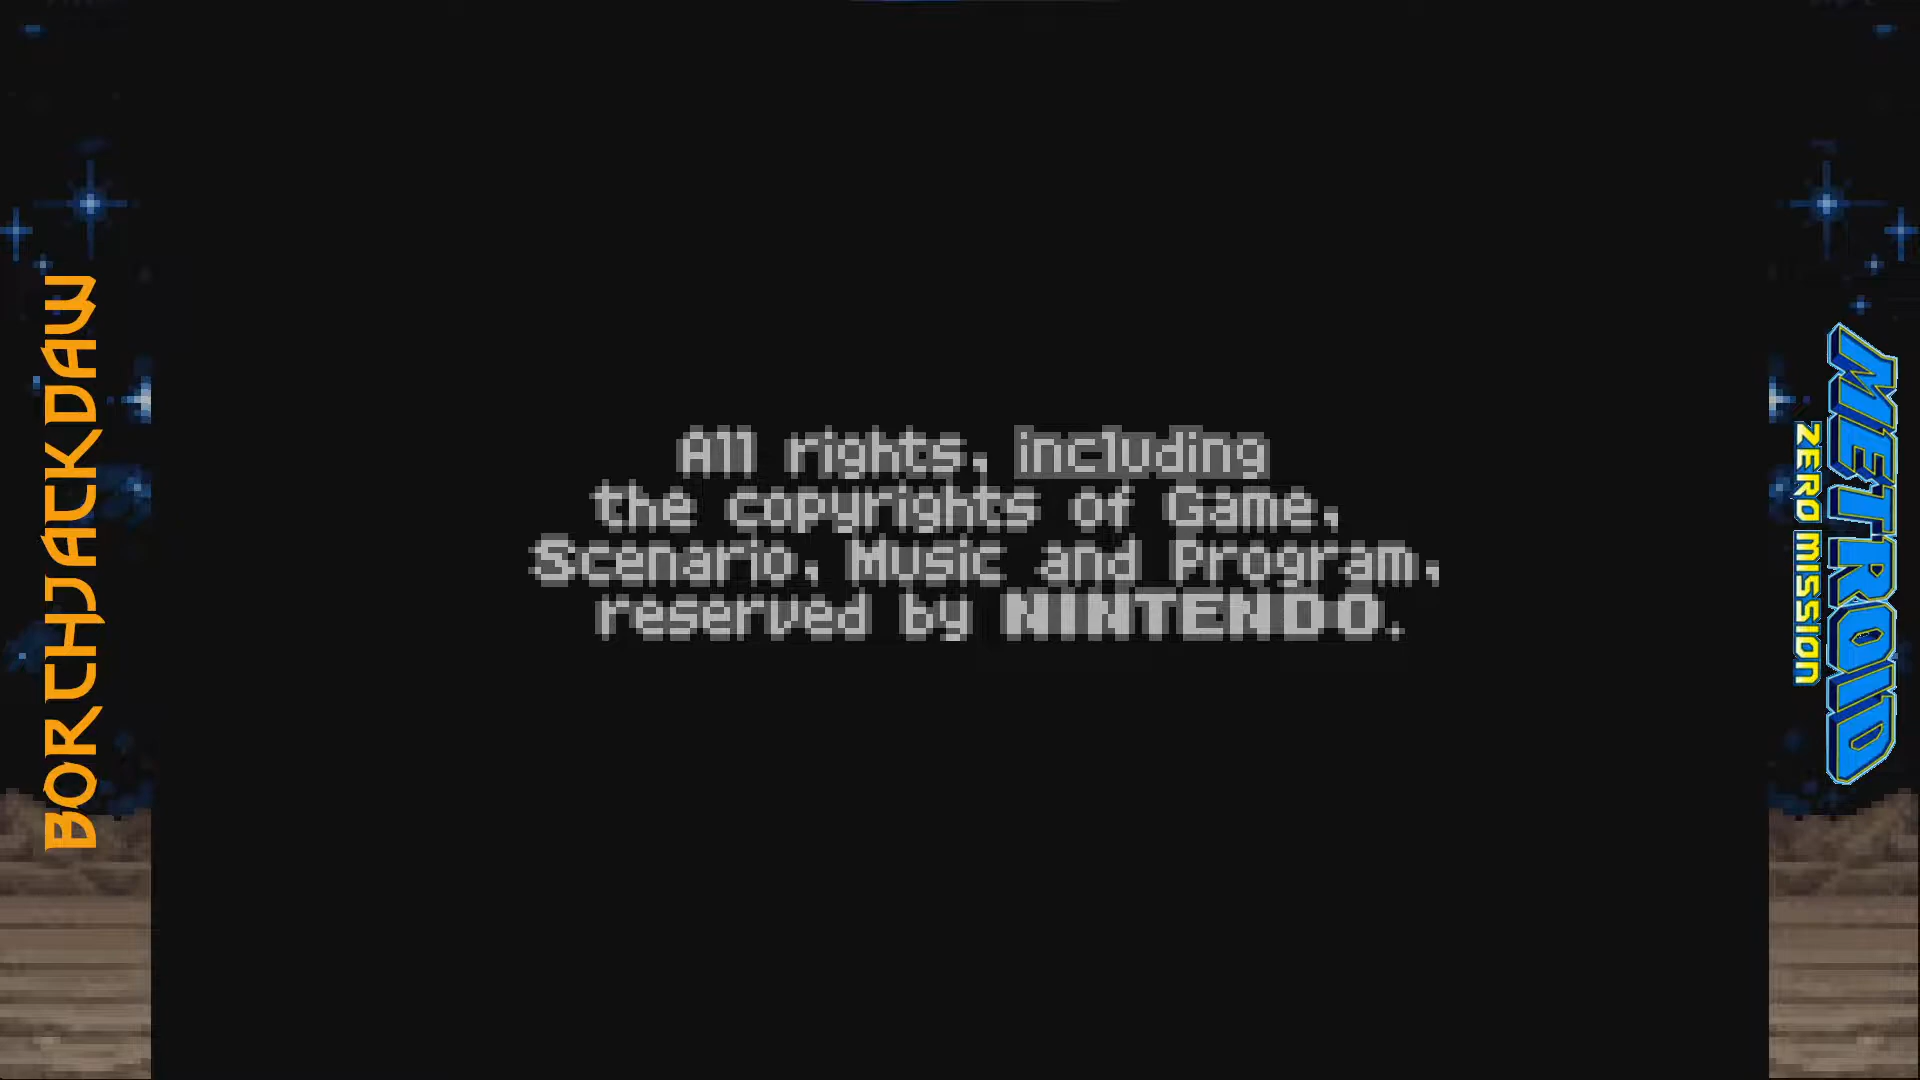 BORCHJACKDAW
All rights, including
the copyrights of Game,
Scenario, Music and Program,
reserved by NINTENDO.
METROID
ZERO MISSION